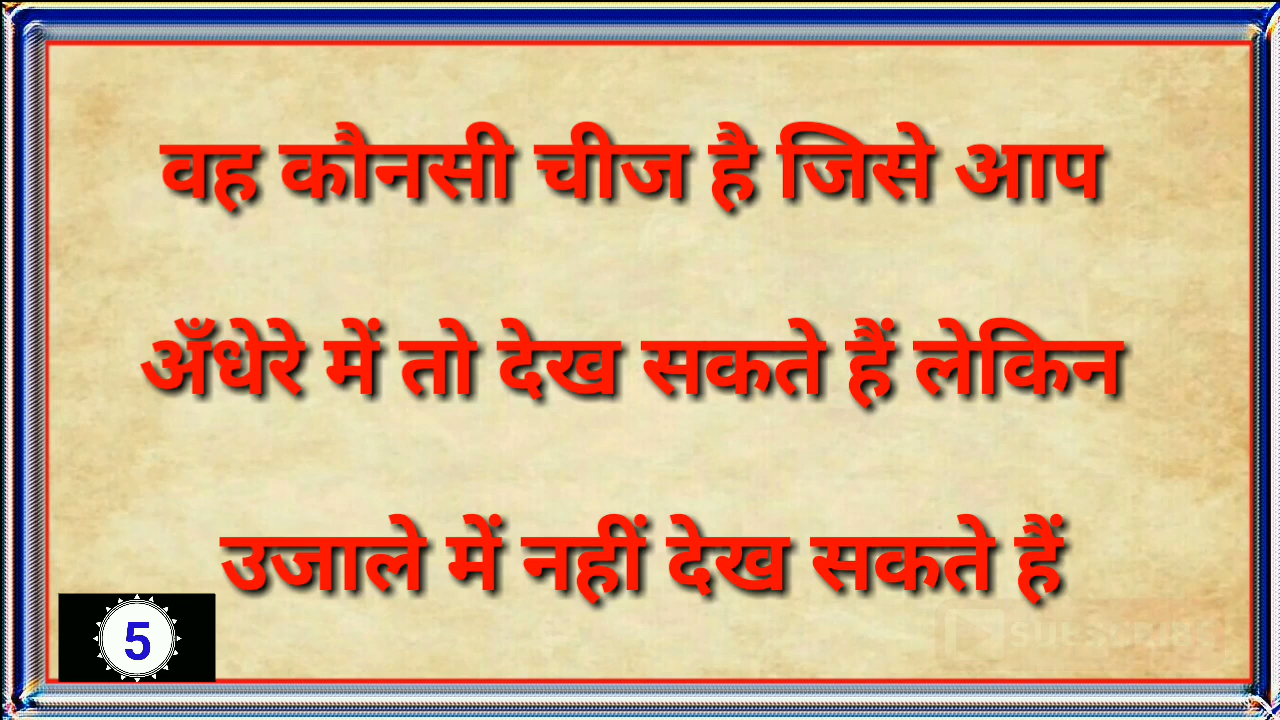 वह कौनसी चीज है जिसे आप
अँधेरे में तो देख सकते हैं लेकिन
उजाले में नहीं देख सकते हैं
5